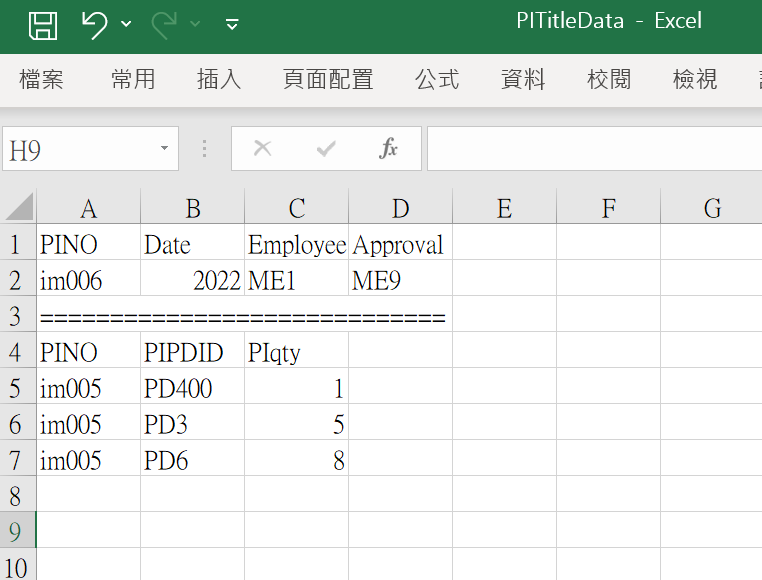 PITitleData - Excel
檔案 常用 插入 頁面配置 公式 資料 校閱 檢視
H9 fx
A B C D E F G
1 PINO Date Employee Approval
2 im006 2022 ME1 ME9
3 =============================
4 PINO PIPDID PIqty
5 im005 PD400 1
6 im005 PD3 5
7 im005 PD6 8
8
9
10